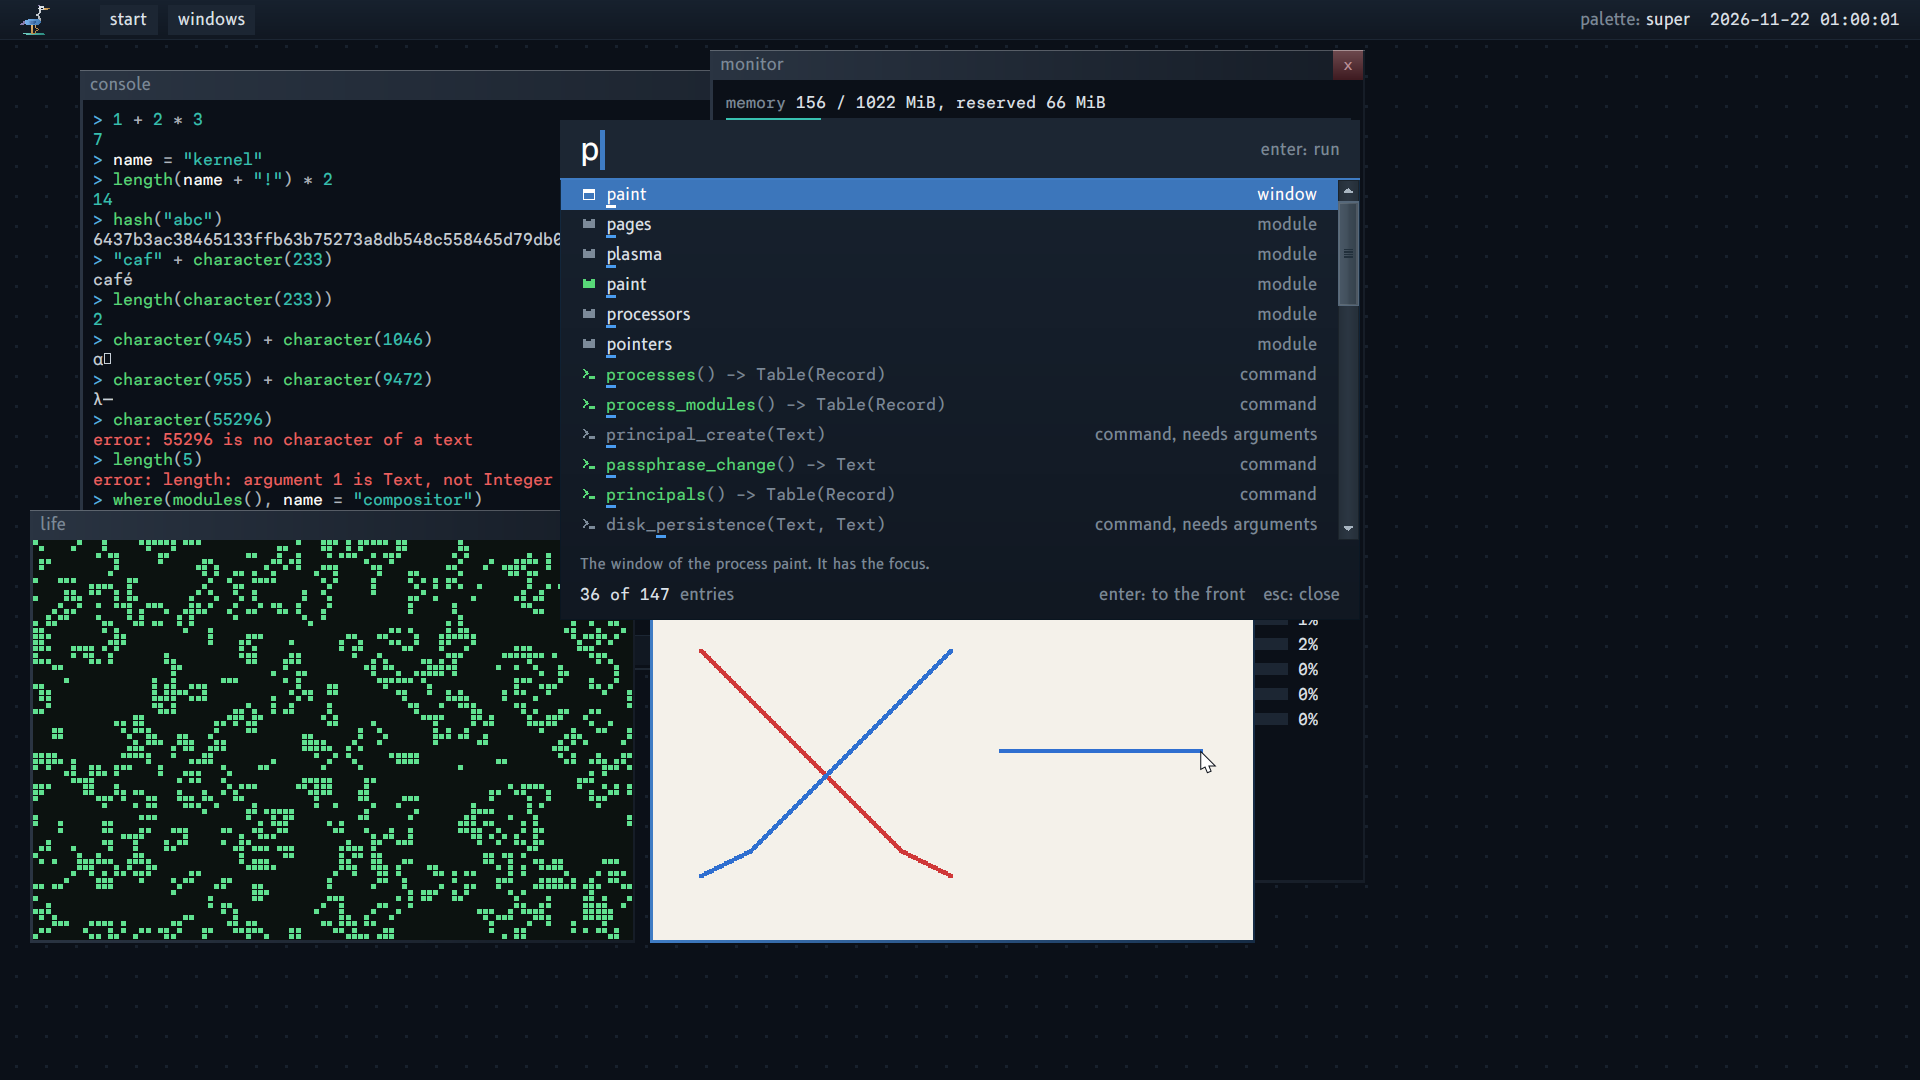 start windows palette: super 2026-11-22 01:00:01
console
> 1 + 2 * 3
7
> name = "kernel"
> length(name + "!") * 2
14
> hash("abc")
6437b3ac38465133ffb63b75273a8db548c558465d79db0
> "caf" + character(233)
café
> length(character(233))
2
> character(945) + character(1046)
α
> character(955) + character(9472)
λ─
> character(55296)
error: 55296 is no character of a text
> length(5)
error: length: argument 1 is Text, not Integer
> where(modules(), name = "compositor")
monitor x
memory 156 / 1022 MiB, reserved 66 MiB
p enter: run
paint window
pages module
plasma module
paint module
processors module
pointers module
processes() -> Table(Record) command
process_modules() -> Table(Record) command
principal_create(Text) command, needs arguments
passphrase_change() -> Text command
principals() -> Table(Record) command
disk_persistence(Text, Text) command, needs arguments
The window of the process paint. It has the focus.
36 of 147 entries enter: to the front esc: close
life
1%
2%
0%
0%
0%